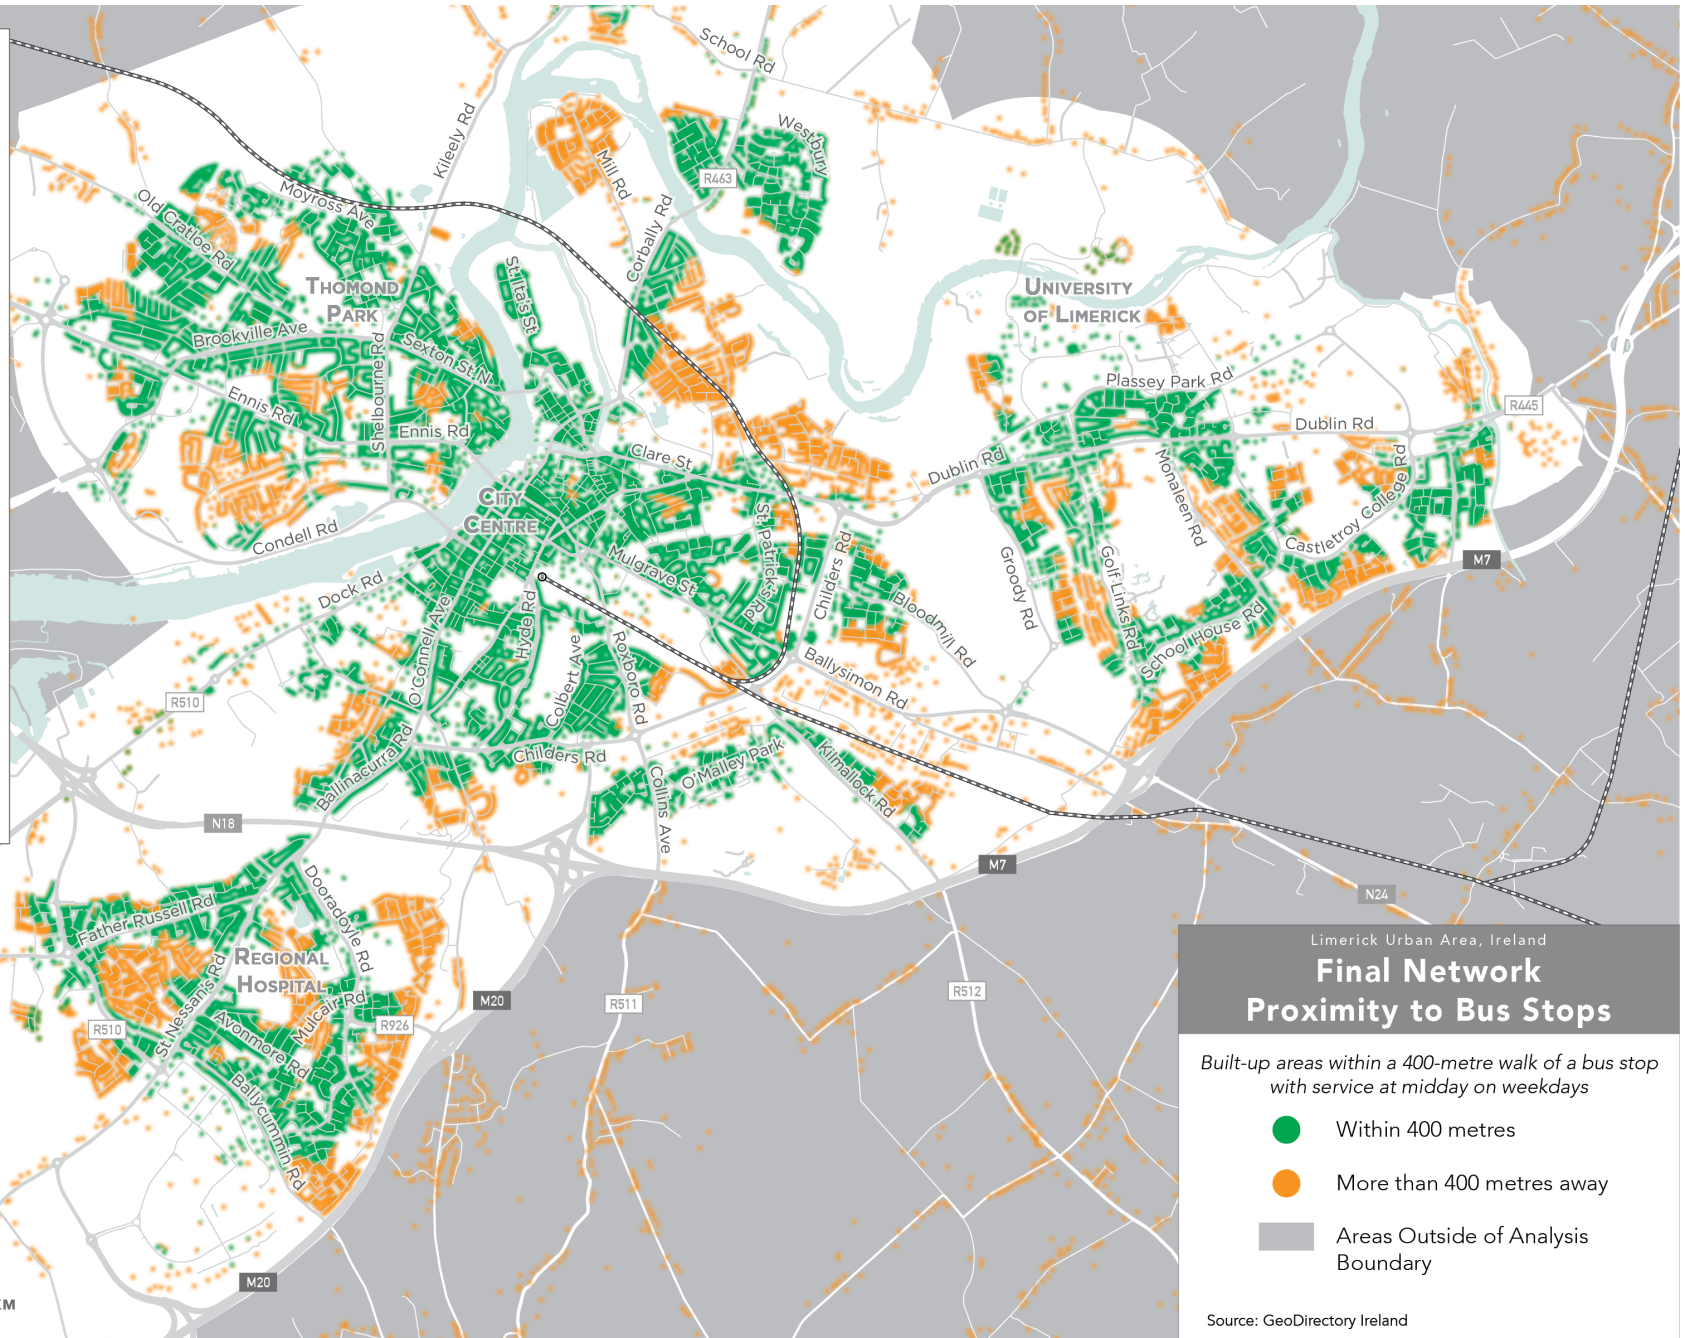 School Rd
Westbury
Kileely Rd
Mill Rd
R463
Moyross Ave
Old Cratloe Rd
Corbally Rd
St. Ita's St
THOMOND
PARK
UNIVERSITY
OF LIMERICK
Brookville Ave
Sexton St N
Shelbourne Rd
Ennis Rd
Ennis Rd
Plassey Park Rd
R445
Dublin Rd
Dublin Rd
Clare St
Monaleen Rd
Castletroy College Rd
CITY
CENTRE
Condell Rd
St. Patrick's Rd
Mulgrave St
Childers Rd
Groody Rd
Golf Links Rd
M7
Dock Rd
O'Connell Ave
Hyde Rd
Bloodmill Rd
School House Rd
Colbert Ave
Roxboro Rd
Ballysimon Rd
R510
Ballinacurra Rd
Childers Rd
O'Malley Park
Kilmallock Rd
Collins Ave
N18
M7
Dooradoyle Rd
N24
Father Russell Rd
REGIONAL
HOSPITAL
St Nessan's Rd
Mulcair Rd
M20
R511
R512
R510
R926
Avonmore Rd
Ballycummin Rd
M20
KM
Limerick Urban Area, Ireland
Final Network
Proximity to Bus Stops
Built-up areas within a 400-metre walk of a bus stop
with service at midday on weekdays
Within 400 metres
More than 400 metres away
Areas Outside of Analysis
Boundary
Source: GeoDirectory Ireland